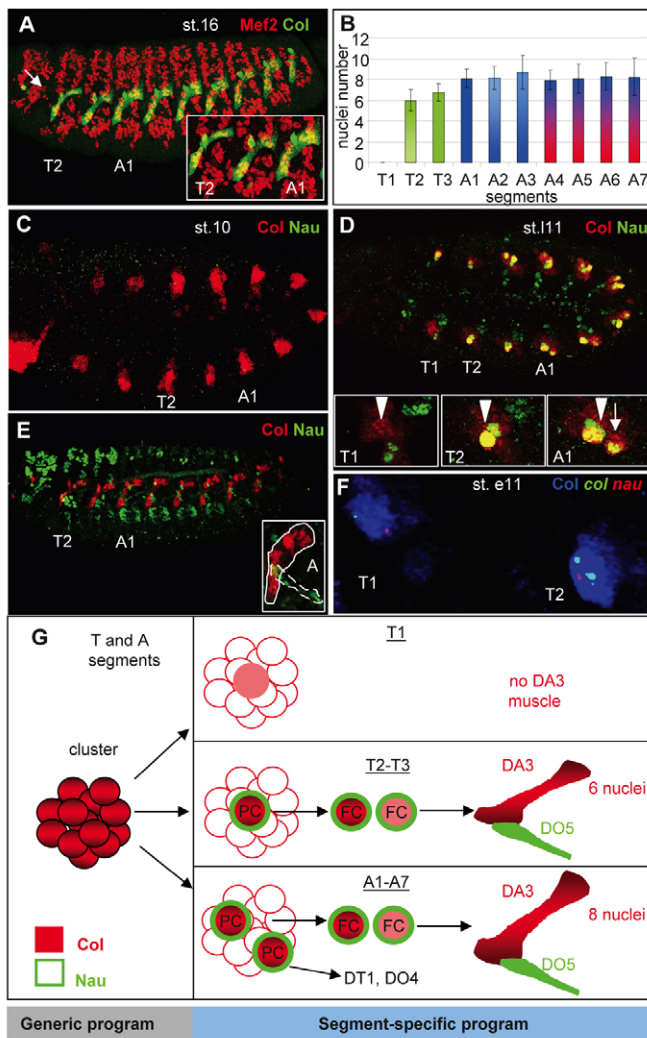 A
st.16
Mef2 Col
T2
A1
T2
A1
B
nuclei number
12
10
8
6
4
2
0
T1 T2 T3 A1 A2 A3 A4 A5 A6 A7
segments
C
st.10
Col Nau
T2
A1
D
st.l11
Col Nau
T1
T2
A1
T1
T2
A1
E
Col Nau
T2
A1
A
F
st. e11
Col col nau
T1
T2
G
T and A
segments
cluster
Col
Nau
T1
no DA3
muscle
T2-T3
PC
FC
FC
DA3
6 nuclei
DO5
A1-A7
PC
PC
FC
FC
DT1, DO4
DA3
8 nuclei
DO5
Generic program
Segment-specific program